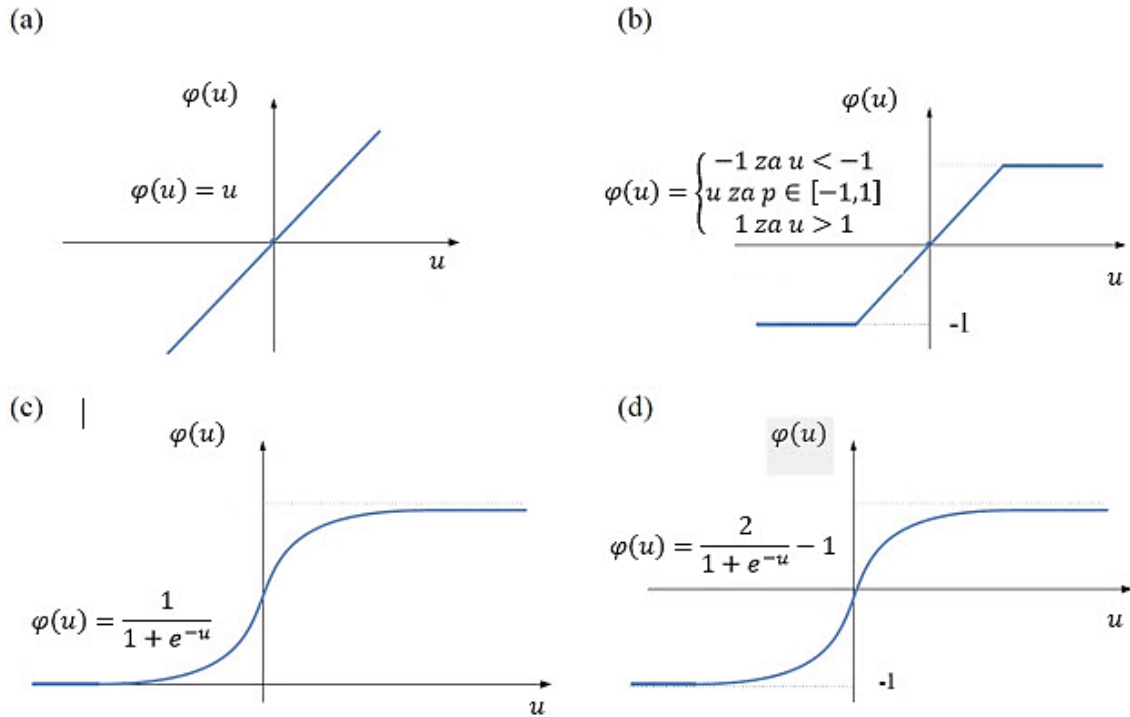 (a)
φ(u)
φ(u) = u
u
(b)
φ(u)
φ(u) = { −1 za u < −1
u za p ∈ [−1,1]
1 za u > 1
u
-1
(c) |
φ(u)
φ(u) = 1 / (1 + e^−u)
u
(d)
φ(u)
φ(u) = 2 / (1 + e^−u) − 1
u
-1